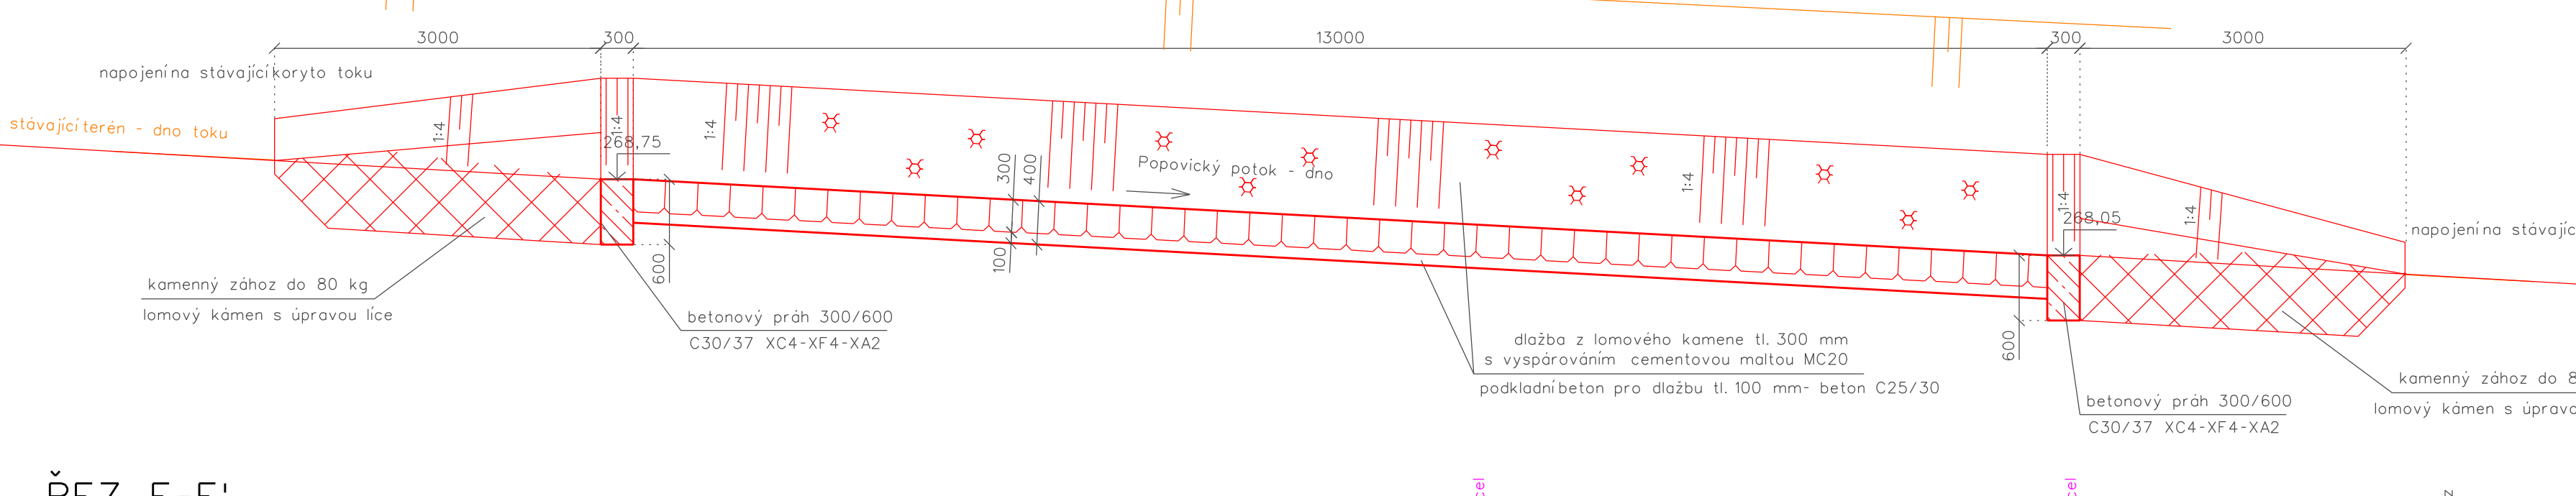 3000
300
13000
300
3000
napojení na stávající koryto toku
stávající terén - dno toku
1:4
1:4
268,75
1:4
300
400
Popovický potok - dno
1:4
1:4
268,05
1:4
napojení na stávajíc
600
100
600
kamenný zához do 80 kg
lomový kámen s úpravou líce
betonový práh 300/600
C30/37 XC4-XF4-XA2
dlažba z lomového kamene tl. 300 mm
s vyspárováním cementovou maltou MC20
podkladní beton pro dlažbu tl. 100 mm- beton C25/30
kamenný zához do 8
lomový kámen s úpravo
betonový práh 300/600
C30/37 XC4-XF4-XA2
cel
cel